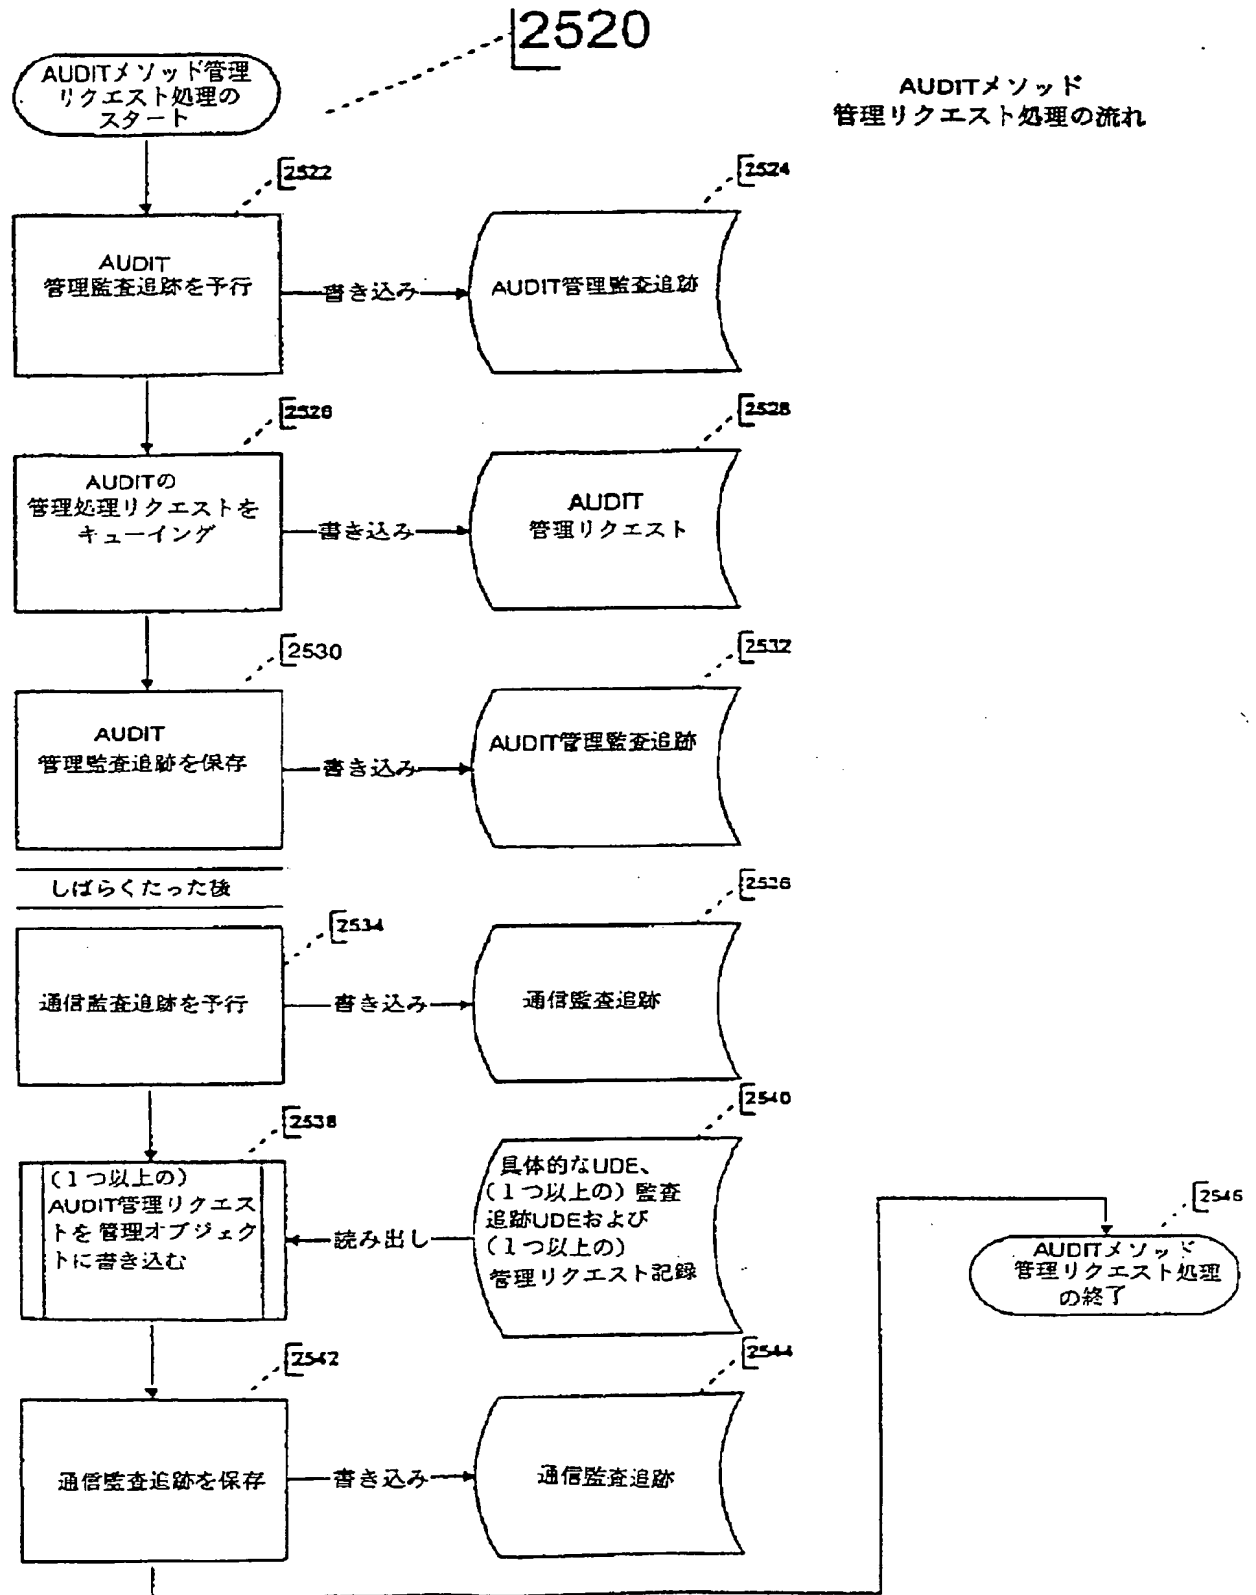 2520
AUDITメソッド管理
リクエスト処理の
スタート
AUDITメソッド
管理リクエスト処理の流れ
2522
AUDIT
管理監査追跡を予行
書き込み
2524
AUDIT管理監査追跡
2526
AUDITの
管理処理リクエストを
キューイング
書き込み
2528
AUDIT
管理リクエスト
2530
AUDIT
管理監査追跡を保存
書き込み
2532
AUDIT管理監査追跡
しばらくたった後
2534
通信監査追跡を予行
書き込み
2536
通信監査追跡
2538
(1つ以上の)
AUDIT管理リクエス
トを管理オブジェク
トに書き込む
読み出し
2540
具体的なUDE、
(1つ以上の)監査
追跡UDEおよび
(1つ以上の)
管理リクエスト記録
2542
通信監査追跡を保存
書き込み
2544
通信監査追跡
2546
AUDITメソッド
管理リクエスト処理
の終了